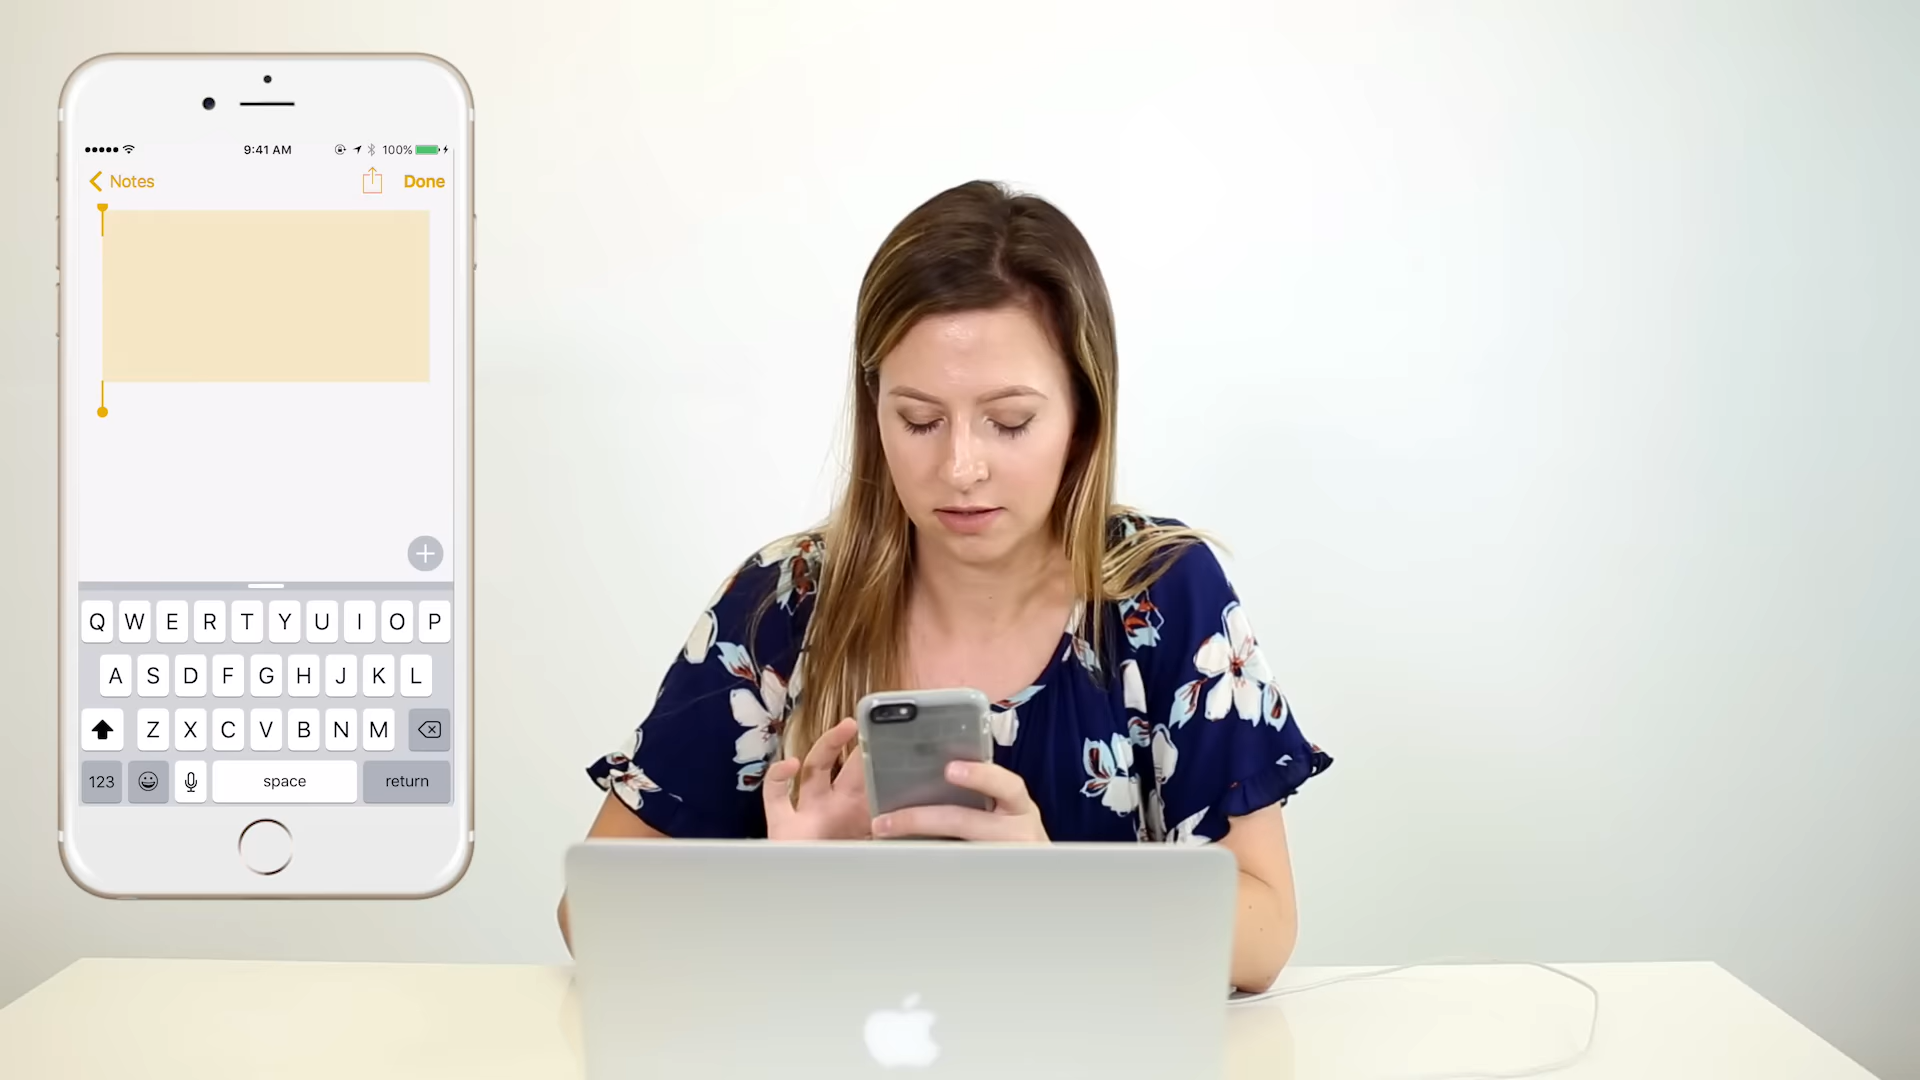 9:41 AM 100%
Notes Done
Q W E R T Y U I O P
A S D F G H J K L
Z X C V B N M
123 space return